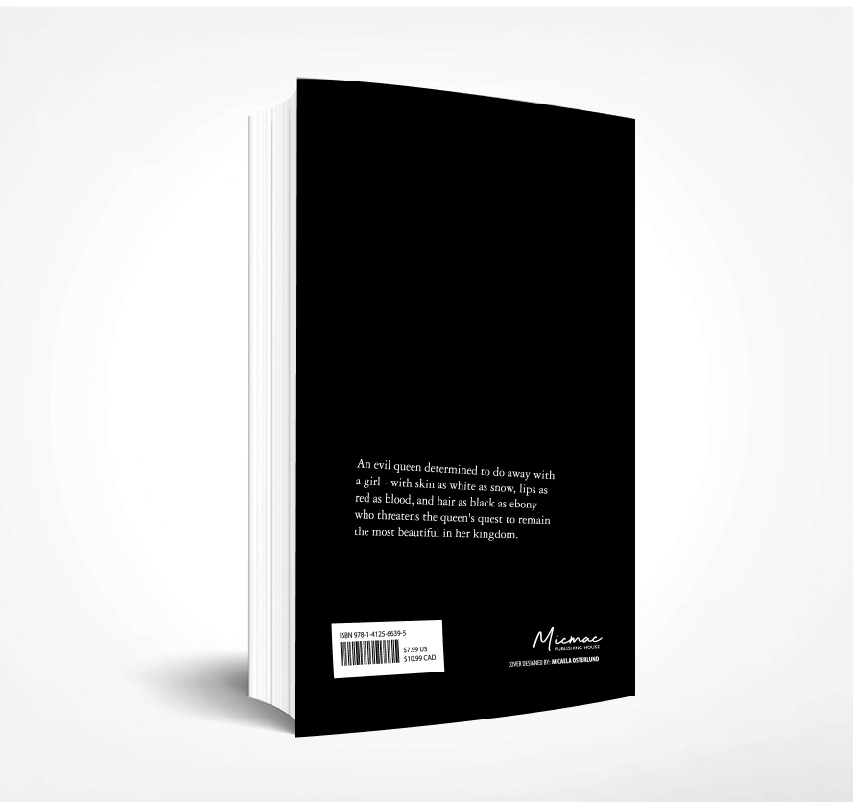 An evil queen determined to do away with
a girl - with skin as white as snow, lips as
red as blood, and hair as black as ebony
who threatens the queen's quest to remain
the most beautiful in her kingdom.
ISBN 978-1-4125-6539-5
$7.99 US
$10.99 CAD
Micmac
PUBLISHING HOUSE
COVER DESIGNED BY: MICAELA OSTERLUND